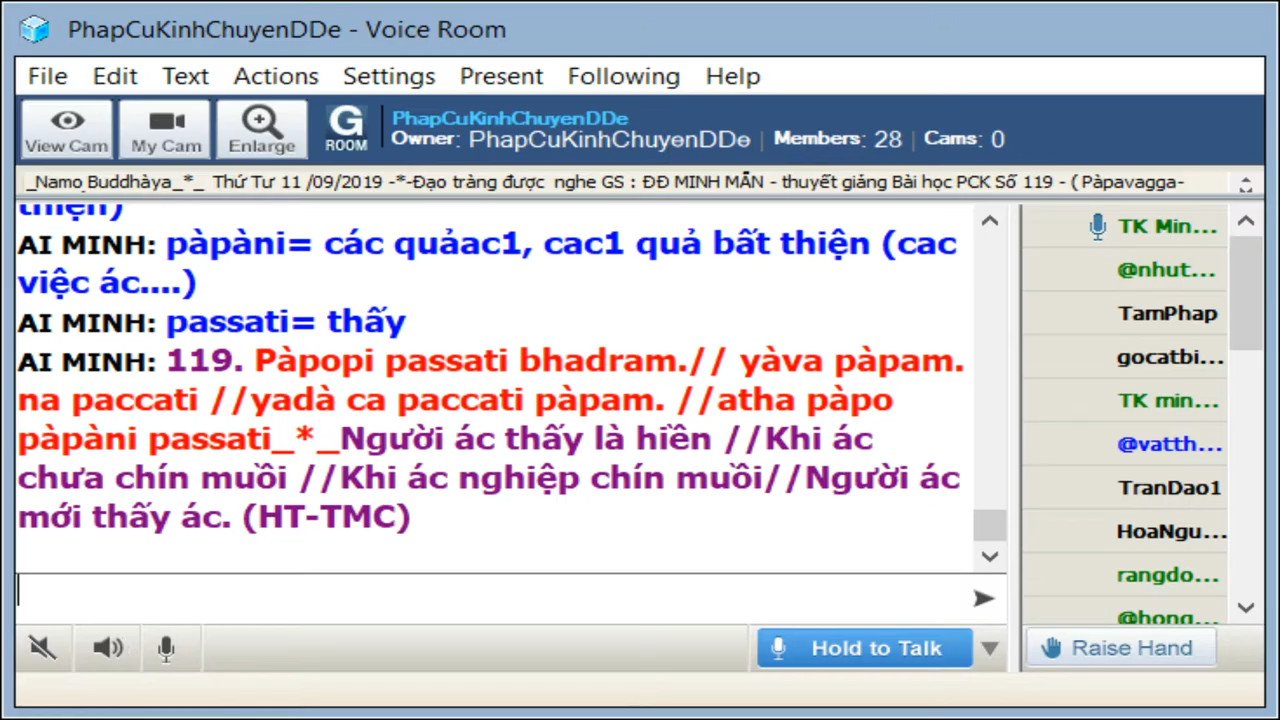 PhapCuKinhChuyenDDe - Voice Room
File Edit Text Actions Settings Present Following Help
View Cam My Cam Enlarge G ROOM
PhapCuKinhChuyenDDe
Owner: PhapCuKinhChuyenDDe | Members: 28 | Cams: 0
_Namo_Buddhàya_*_ Thứ Tư 11 /09/2019 -*-Đạo tràng được nghe GS : ĐĐ MINH MẪN - thuyết giảng Bài học PCK Số 119 - ( Pàpavagga-
thiện)
AI MINH: pàpàni= các quảac1, cac1 quả bất thiện (cac
việc ác....)
AI MINH: passati= thấy
AI MINH: 119. Pàpopi passati bhadram.// yàva pàpam.
na paccati //yadà ca paccati pàpam. //atha pàpo
pàpàni passati_*_Người ác thấy là hiền //Khi ác
chưa chín muồi //Khi ác nghiệp chín muồi//Người ác
mới thấy ác. (HT-TMC)
TK Min...
@nhut...
TamPhap
gocatbi...
TK min...
@vatth...
TranDao1
HoaNgu...
rangdo...
@hong...
Hold to Talk
Raise Hand